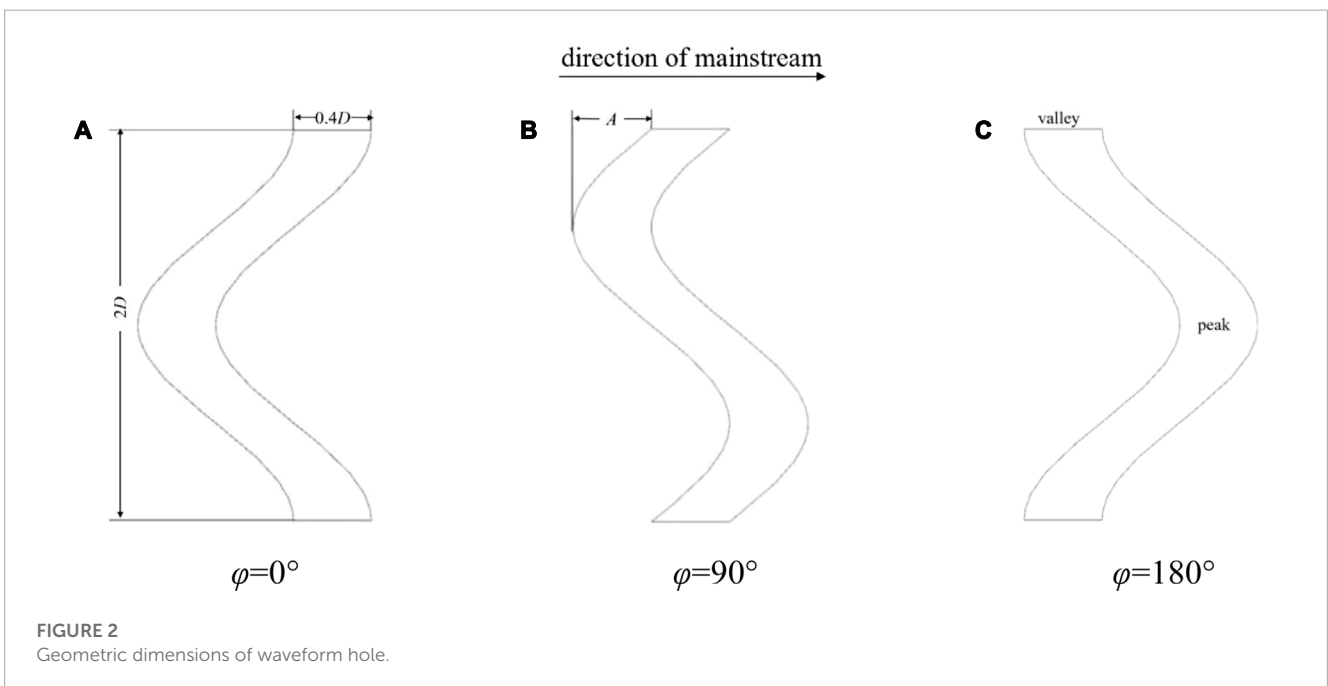 direction of mainstream
A
0.4D
2D
B
A
C
valley
peak
φ=0°
φ=90°
φ=180°
FIGURE 2
Geometric dimensions of waveform hole.